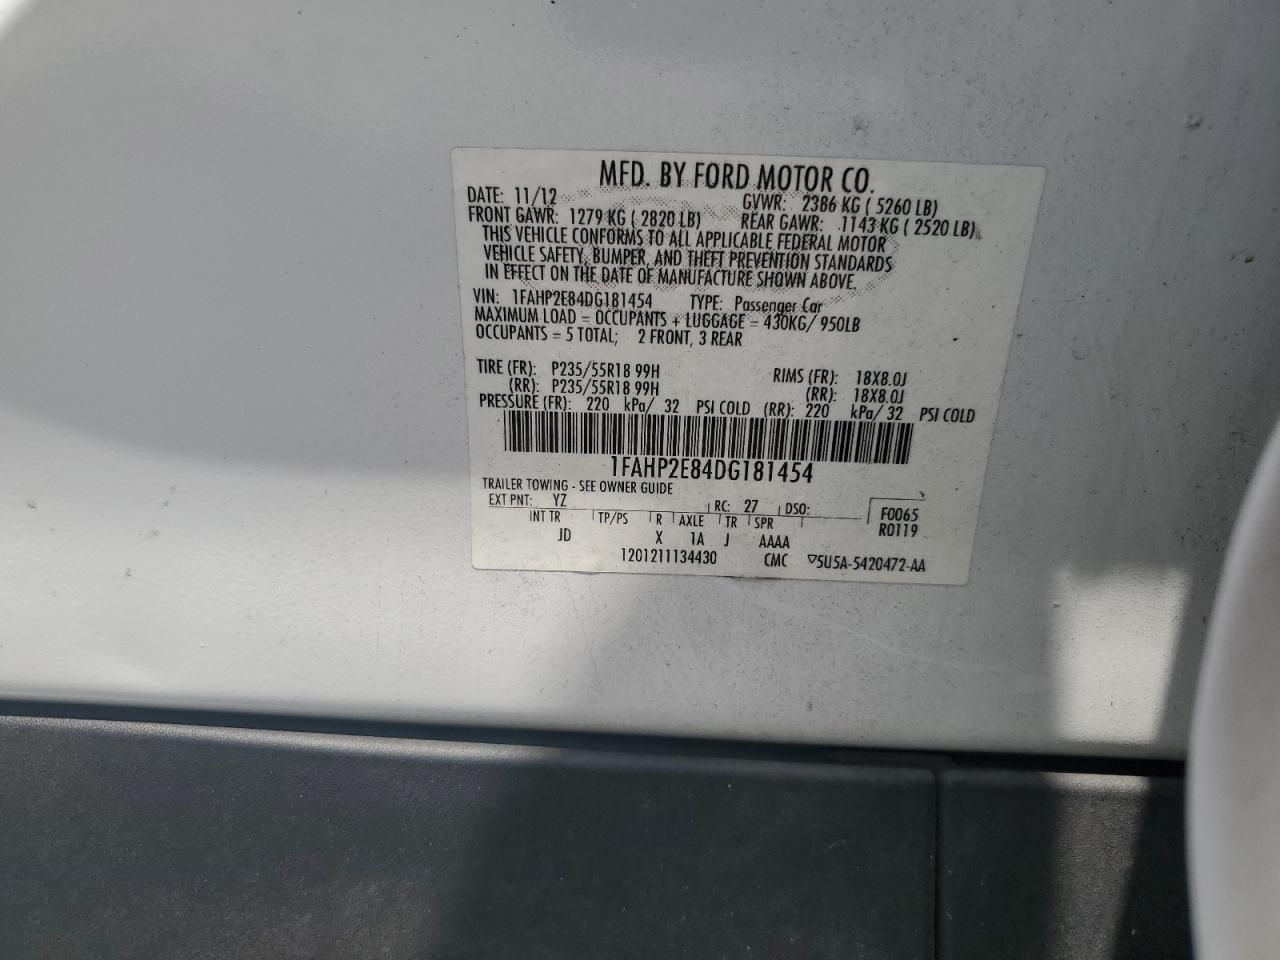 MFD. BY FORD MOTOR CO.
DATE: 11/12 GVWR: 2386 KG ( 5260 LB)
FRONT GAWR: 1279 KG ( 2820 LB) REAR GAWR: 1143 KG ( 2520 LB)
THIS VEHICLE CONFORMS TO ALL APPLICABLE FEDERAL MOTOR
VEHICLE SAFETY, BUMPER, AND THEFT PREVENTION STANDARDS
IN EFFECT ON THE DATE OF MANUFACTURE SHOWN ABOVE.
VIN: 1FAHP2E84DG181454 TYPE: Passenger Car
MAXIMUM LOAD = OCCUPANTS + LUGGAGE = 430KG/ 950LB
OCCUPANTS = 5 TOTAL; 2 FRONT, 3 REAR
TIRE (FR): P235/55R18 99H RIMS (FR): 18X8.0J
(RR): P235/55R18 99H (RR): 18X8.0J
PRESSURE (FR): 220 kPa/ 32 PSI COLD (RR): 220 kPa/ 32 PSI COLD
1FAHP2E84DG181454
TRAILER TOWING - SEE OWNER GUIDE
EXT PNT: YZ RC: 27 DSO: F0065
INT TR TP/PS R AXLE TR SPR R0119
JD X 1A J AAAA
1201211134430 CMC ▽5U5A-5420472-AA